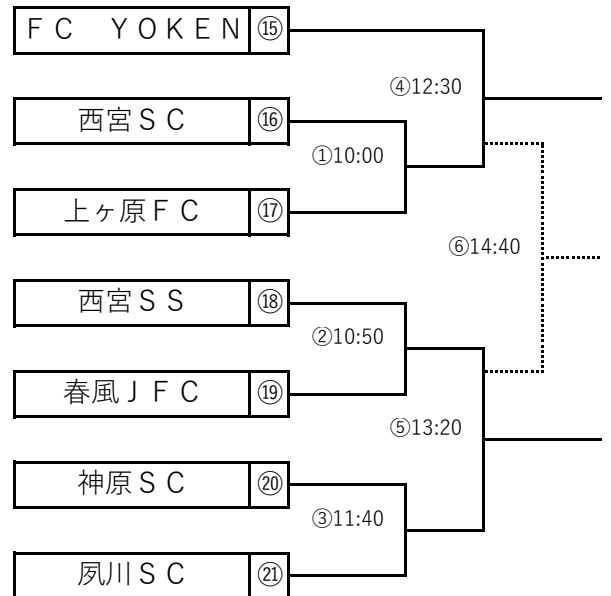 ＦＣ　ＹＯＫＥＮ ⑮
④12:30
西宮ＳＣ ⑯
①10:00
上ヶ原ＦＣ ⑰
⑥14:40
西宮ＳＳ ⑱
②10:50
春風ＪＦＣ ⑲
⑤13:20
神原ＳＣ ⑳
③11:40
夙川ＳＣ ㉑